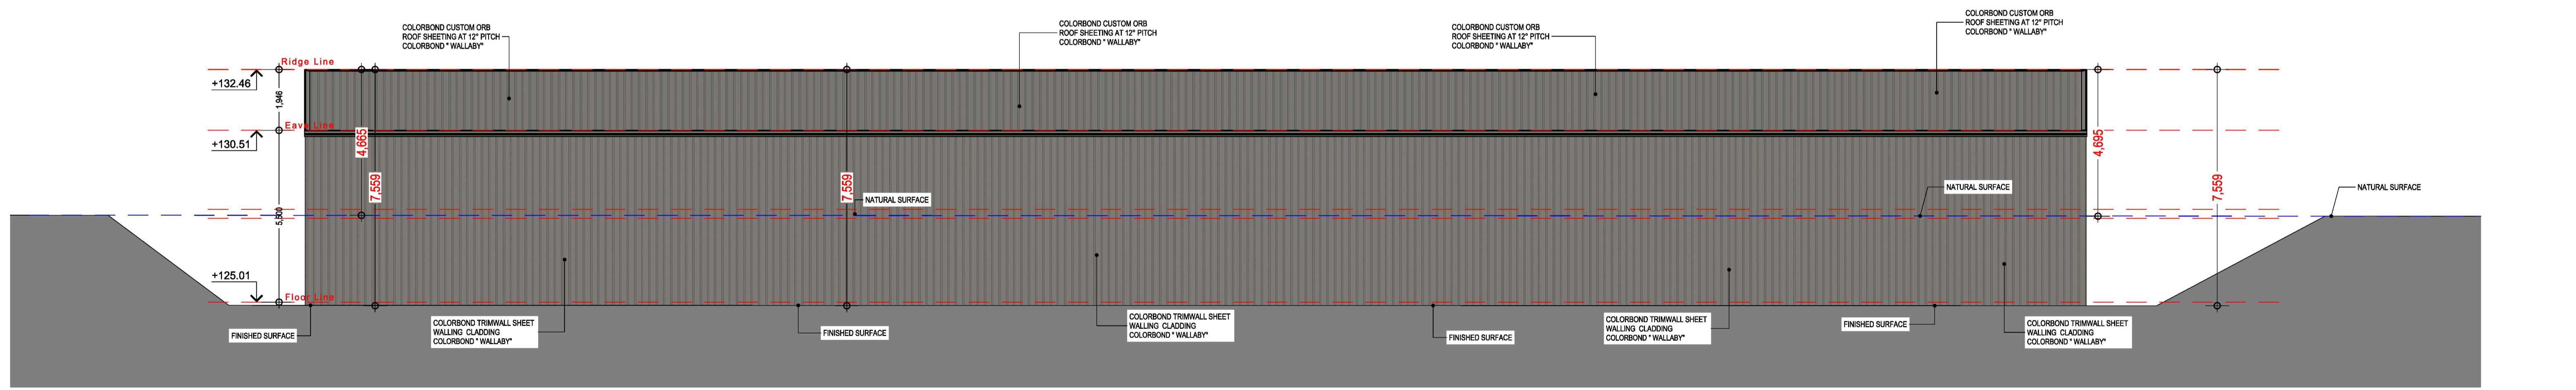 COLORBOND CUSTOM ORB
ROOF SHEETING AT 12° PITCH
COLORBOND " WALLABY"
COLORBOND CUSTOM ORB
ROOF SHEETING AT 12° PITCH
COLORBOND " WALLABY"
COLORBOND CUSTOM ORB
ROOF SHEETING AT 12° PITCH
COLORBOND " WALLABY"
COLORBOND CUSTOM ORB
ROOF SHEETING AT 12° PITCH
COLORBOND " WALLABY"
Ridge Line
+132.46
1,946
Eave Line
+130.51
4,665
4,695
7,559
7,559
7,559
NATURAL SURFACE
NATURAL SURFACE
NATURAL SURFACE
5,500
+125.01
Floor Line
FINISHED SURFACE
COLORBOND TRIMWALL SHEET
WALLING CLADDING
COLORBOND " WALLABY"
FINISHED SURFACE
COLORBOND TRIMWALL SHEET
WALLING CLADDING
COLORBOND " WALLABY"
FINISHED SURFACE
COLORBOND TRIMWALL SHEET
WALLING CLADDING
COLORBOND " WALLABY"
FINISHED SURFACE
COLORBOND TRIMWALL SHEET
WALLING CLADDING
COLORBOND " WALLABY"